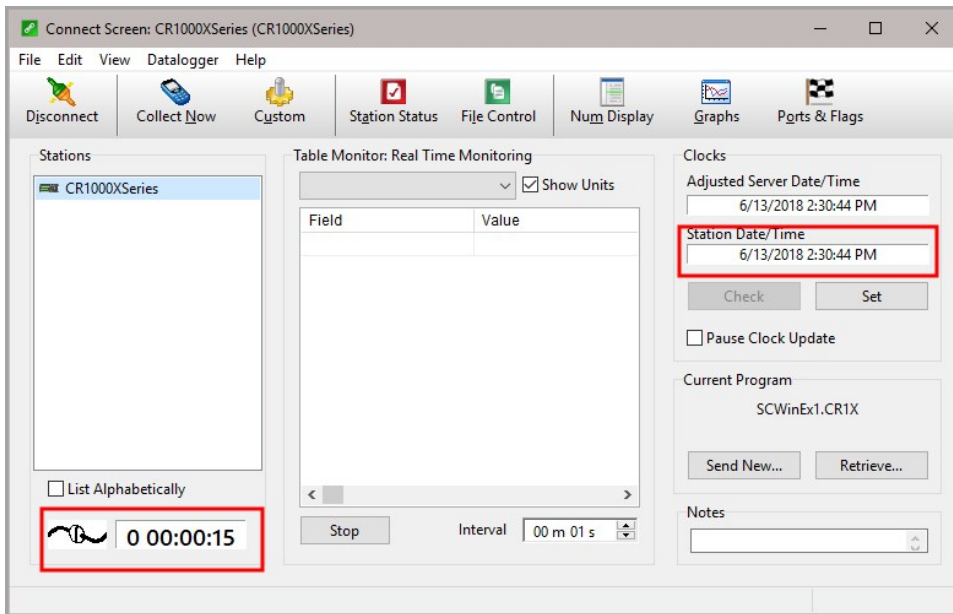 Connect Screen: CR1000XSeries (CR1000XSeries)
File Edit View Datalogger Help
Disconnect Collect Now Custom Station Status File Control Num Display Graphs Ports & Flags
Stations
CR1000XSeries
List Alphabetically
0 00:00:15
Table Monitor: Real Time Monitoring
Show Units
Field Value
Stop Interval 00 m 01 s
Clocks
Adjusted Server Date/Time
6/13/2018 2:30:44 PM
Station Date/Time
6/13/2018 2:30:44 PM
Check Set
Pause Clock Update
Current Program
SCWinEx1.CR1X
Send New... Retrieve...
Notes